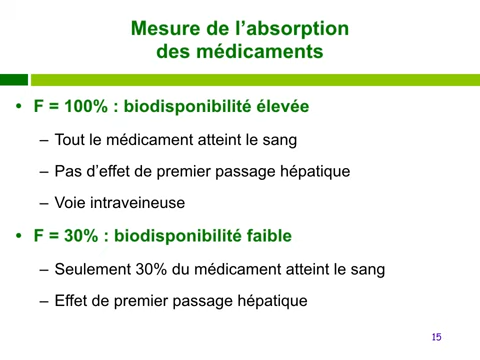 Mesure de l’absorption
des médicaments
• F = 100% : biodisponibilité élevée
– Tout le médicament atteint le sang
– Pas d’effet de premier passage hépatique
– Voie intraveineuse
• F = 30% : biodisponibilité faible
– Seulement 30% du médicament atteint le sang
– Effet de premier passage hépatique
15